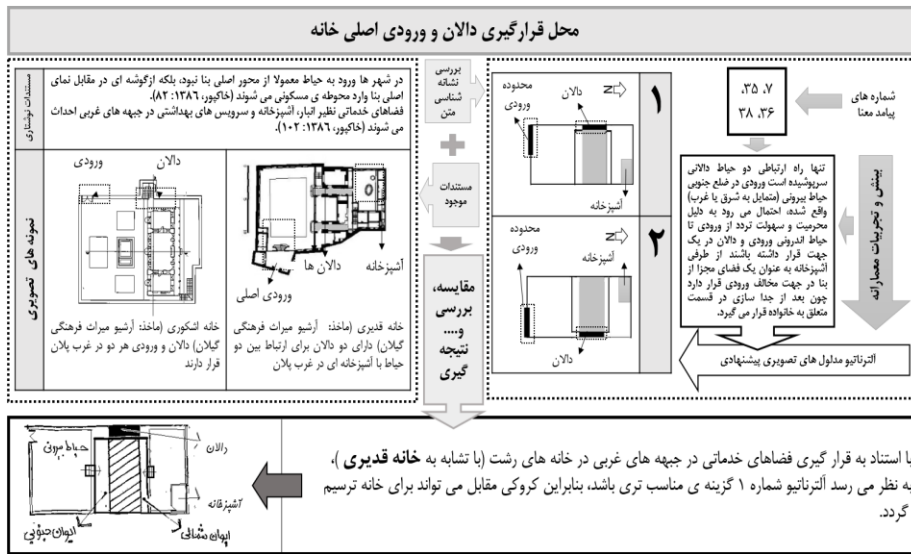 محل قرارگیری دالان و ورودی اصلی خانه
شماره های
پیامد معنا
۷، ۳۵،
۳۶، ۳۸
بینش و تجربیات معمارانه
تنها راه ارتباطی دو حیاط دالانی
سرپوشیده است ورودی در ضلع جنوبی
حیاط بیرونی (متمایل به شرق یا غرب)
واقع شده، احتمال می رود به دلیل
محرمیت و سهولت تردد از ورودی تا
حیاط اندرونی ورودی و دالان در یک
جهت قرار داشته باشند از طرفی
آشپزخانه به عنوان یک فضای مجزا از
بنا در جهت مخالف ورودی قرار دارد
چون بعد از جدا سازی در قسمت
متعلق به خانواده قرار می گیرد.
آلترناتیو مدلول های تصویری پیشنهادی
۱
محدوده
ورودی
دالان
N
آشپزخانه
۲
محدوده
ورودی
N
آشپزخانه
دالان
بررسی
نشانه
شناسی
متن
مستندات
موجود
مقایسه،
بررسی
و....
نتیجه
گیری
مستندات نوشتاری
در شهر ها ورود به حیاط معمولا از محور اصلی بنا نبود، بلکه ازگوشه ای در مقابل نمای
اصلی بنا وارد محوطه ی مسکونی می شوند (خاکپور، ۱۳۸۶: ۸۲).
فضاهای خدماتی نظیر انبار، آشپزخانه و سرویس های بهداشتی در جبهه های غربی احداث
می شوند (خاکپور، ۱۳۸۶: ۱۰۲).
نمونه های تصویری
آشپزخانه
دالان ها
ورودی اصلی
خانه قدیری (ماخذ: آرشیو میراث فرهنگی
گیلان) دارای دو دالان برای ارتباط بین دو
حیاط با آشپزخانه ای در غرب پلان
دالان
ورودی
خانه اشکوری (ماخذ: آرشیو میراث فرهنگی
گیلان) دالان و ورودی هر دو در غرب پلان
قرار دارند
با استناد به قرار گیری فضاهای خدماتی در جبهه های غربی در خانه های رشت (با تشابه به خانه قدیری )،
به نظر می رسد آلترناتیو شماره ۱ گزینه ی مناسب تری باشد، بنابراین کروکی مقابل می تواند برای خانه ترسیم
گردد.
دالان
حیاط بیرونی
آشپزخانه
ایوان شمالی
ایوان جنوبی